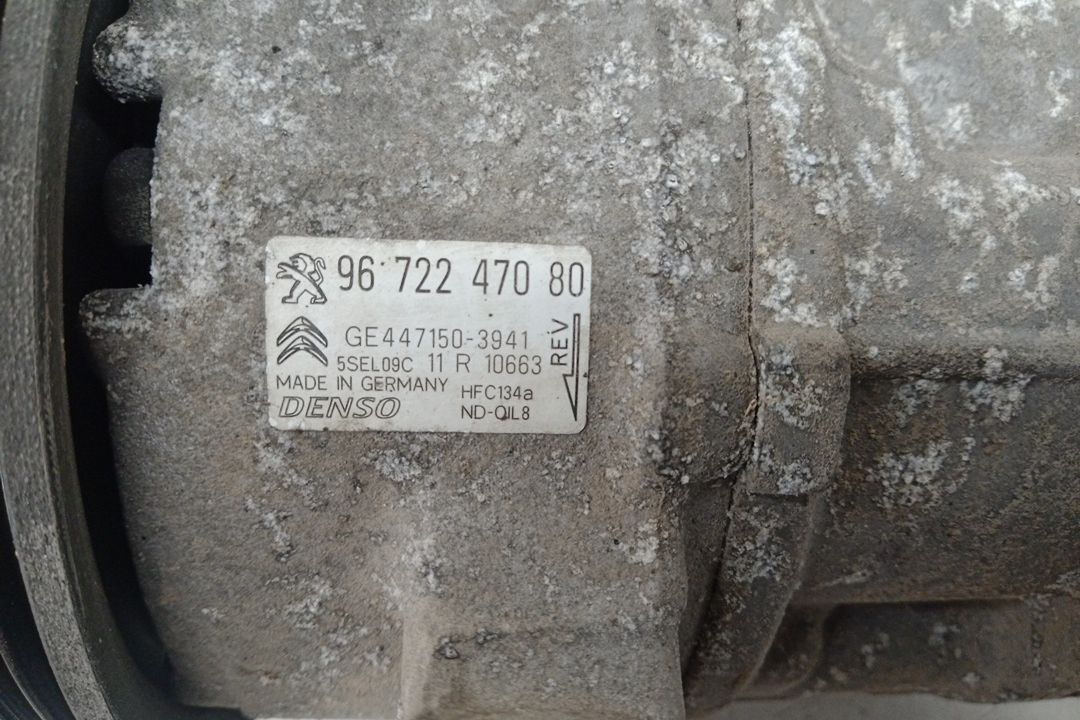 96 722 470 80
GE447150-3941
5SEL09C 11 R 10663
MADE IN GERMANY HFC134a
DENSO ND-OIL8
REV